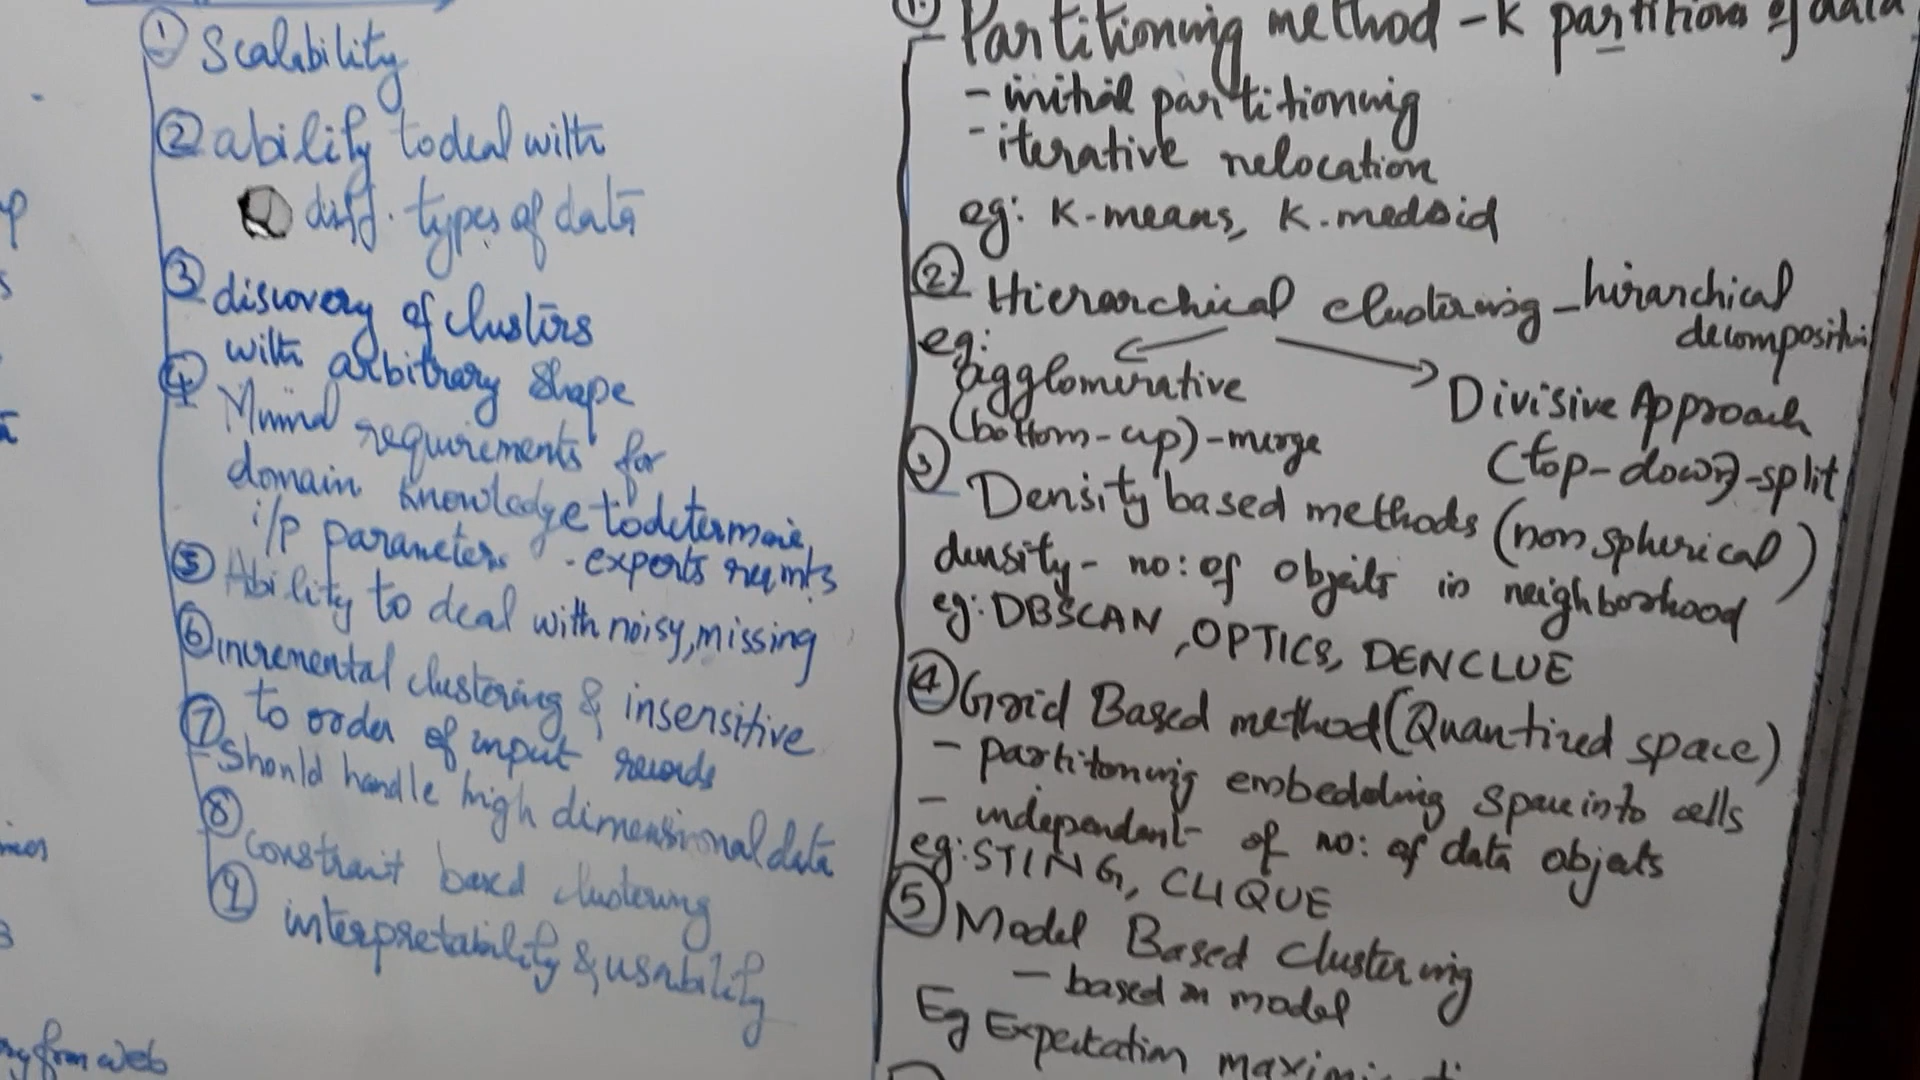 ① Scalability
② ability to deal with
diff. types of data
③ discovery of clusters
with arbitrary shape
④ requirements for
domain knowledge to determine
i/p parameters - experts
⑤ Ability to deal with noisy, missing
⑥ incremental clustering & insensitive
to order of input records
⑦ Should handle high dimensional data
⑧ Constraint based clustering
⑨ interpretability & usability
from web
① Partitioning method - K partitions of data
- initial partitioning
- iterative relocation
eg: K-means, K.medoid
② Hierarchical clustering - hirarchical
eg:
agglomerative
(bottom-up) - merge
Divisive Approach
(top-down) - split
③ Density based methods (non spherical)
density - no: of objects in neighborhood
eg: DBSCAN, OPTICS, DENCLUE
④ Grid Based method (Quantized space)
- partitoning embedding space into cells
- independent of no: of data objects
eg: STING, CLIQUE
⑤ Model Based Clustering
- based on model
Eg Expectation